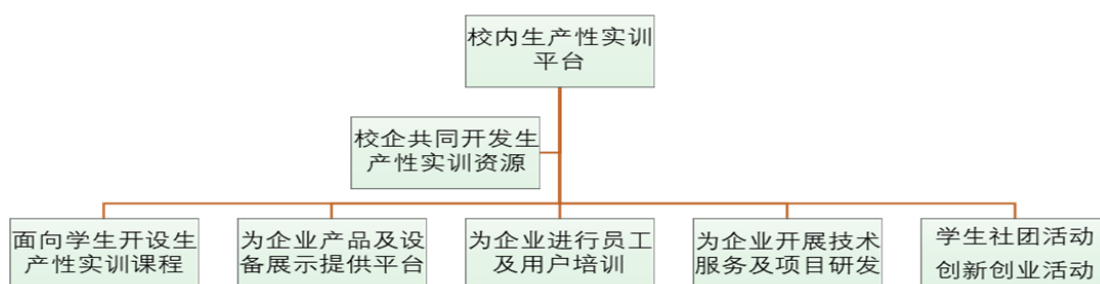 校内生产性实训
平台
校企共同开发生
产性实训资源
面向学生开设生
产性实训课程
为企业产品及设
备展示提供平台
为企业进行员工
及用户培训
为企业开展技术
服务及项目研发
学生社团活动
创新创业活动